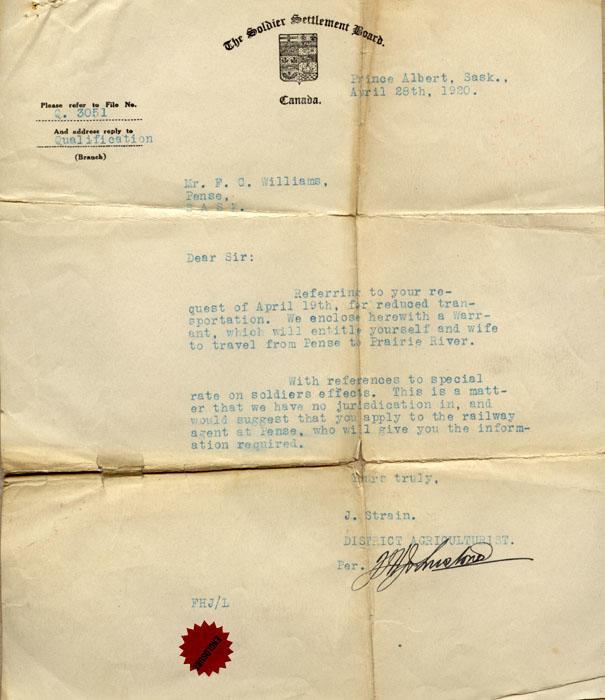 The Soldier Settlement Board.
Canada.
Prince Albert, Sask.,
April 28th, 1920.
Please refer to File No.
Q. 3051
And address reply to
Qualification
(Branch)
Mr. F. C. Williams,
Pense,
S A S K.
Dear Sir:
Referring to your re-
quest of April 19th, for reduced tran-
sportation. We enclose herewith a Warr-
ant, which will entitle yourself and wife
to travel from Pense to Prairie River.
With references to special
rate on soldiers effects. This is a matt-
er that we have no jurisdication in, and
would suggest that you apply to the railway
agent at Pense, who will give you the inform-
ation required.
Yours truly,
J. Strain.
DISTRICT AGRICULTURIST.
Per. FHJohnstone
FHJ/L
ENCLOSURE